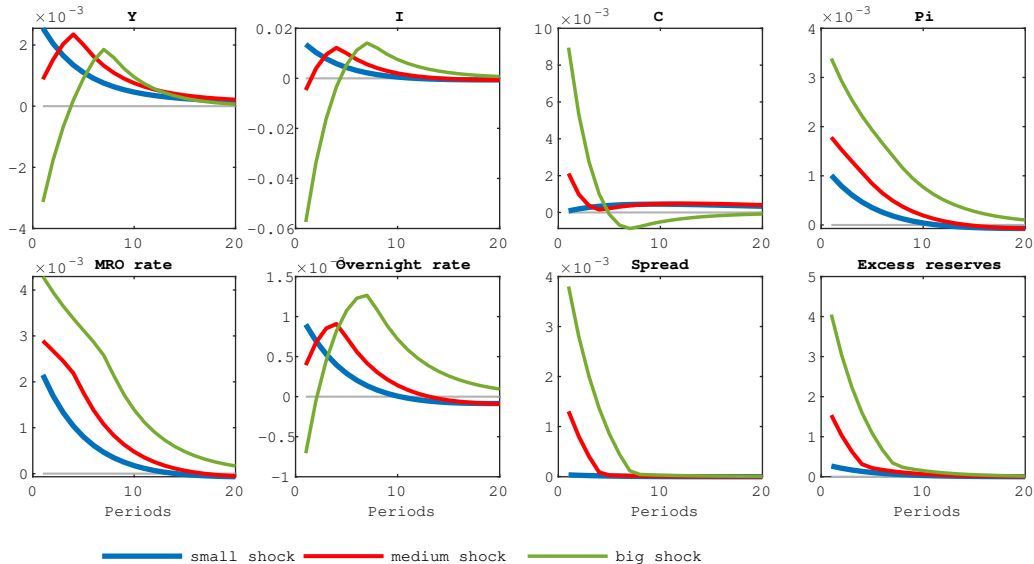 Y I C Pi
×10⁻³ ×10⁻³ ×10⁻³
2
0
−2
−4
0 10 20
0.02
0
−0.02
−0.04
−0.06
0 10 20
10
8
6
4
2
0
0 10 20
4
3
2
1
0
0 10 20
MRO rate Overnight rate Spread Excess reserves
×10⁻³ ×10⁻³ ×10⁻³
4
3
2
1
0
0 10 20
Periods
1.5
1
0.5
0
−0.5
−1
0 10 20
Periods
4
3
2
1
0
0 10 20
Periods
5
4
3
2
1
0
0 10 20
Periods
small shock medium shock big shock